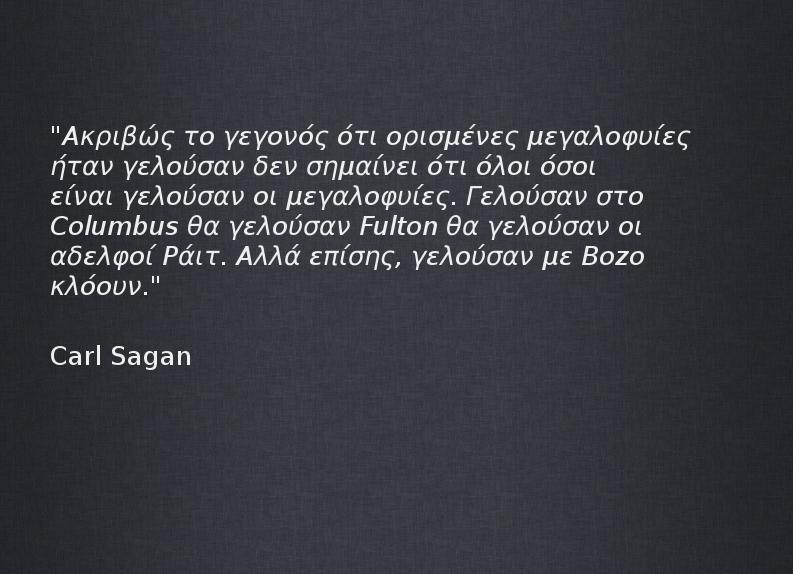 "Ακριβώς το γεγονός ότι ορισμένες μεγαλοφυίες
ήταν γελούσαν δεν σημαίνει ότι όλοι όσοι
είναι γελούσαν οι μεγαλοφυίες. Γελούσαν στο
Columbus θα γελούσαν Fulton θα γελούσαν οι
αδελφοί Ράιτ. Αλλά επίσης, γελούσαν με Bozo
κλόουν."
Carl Sagan